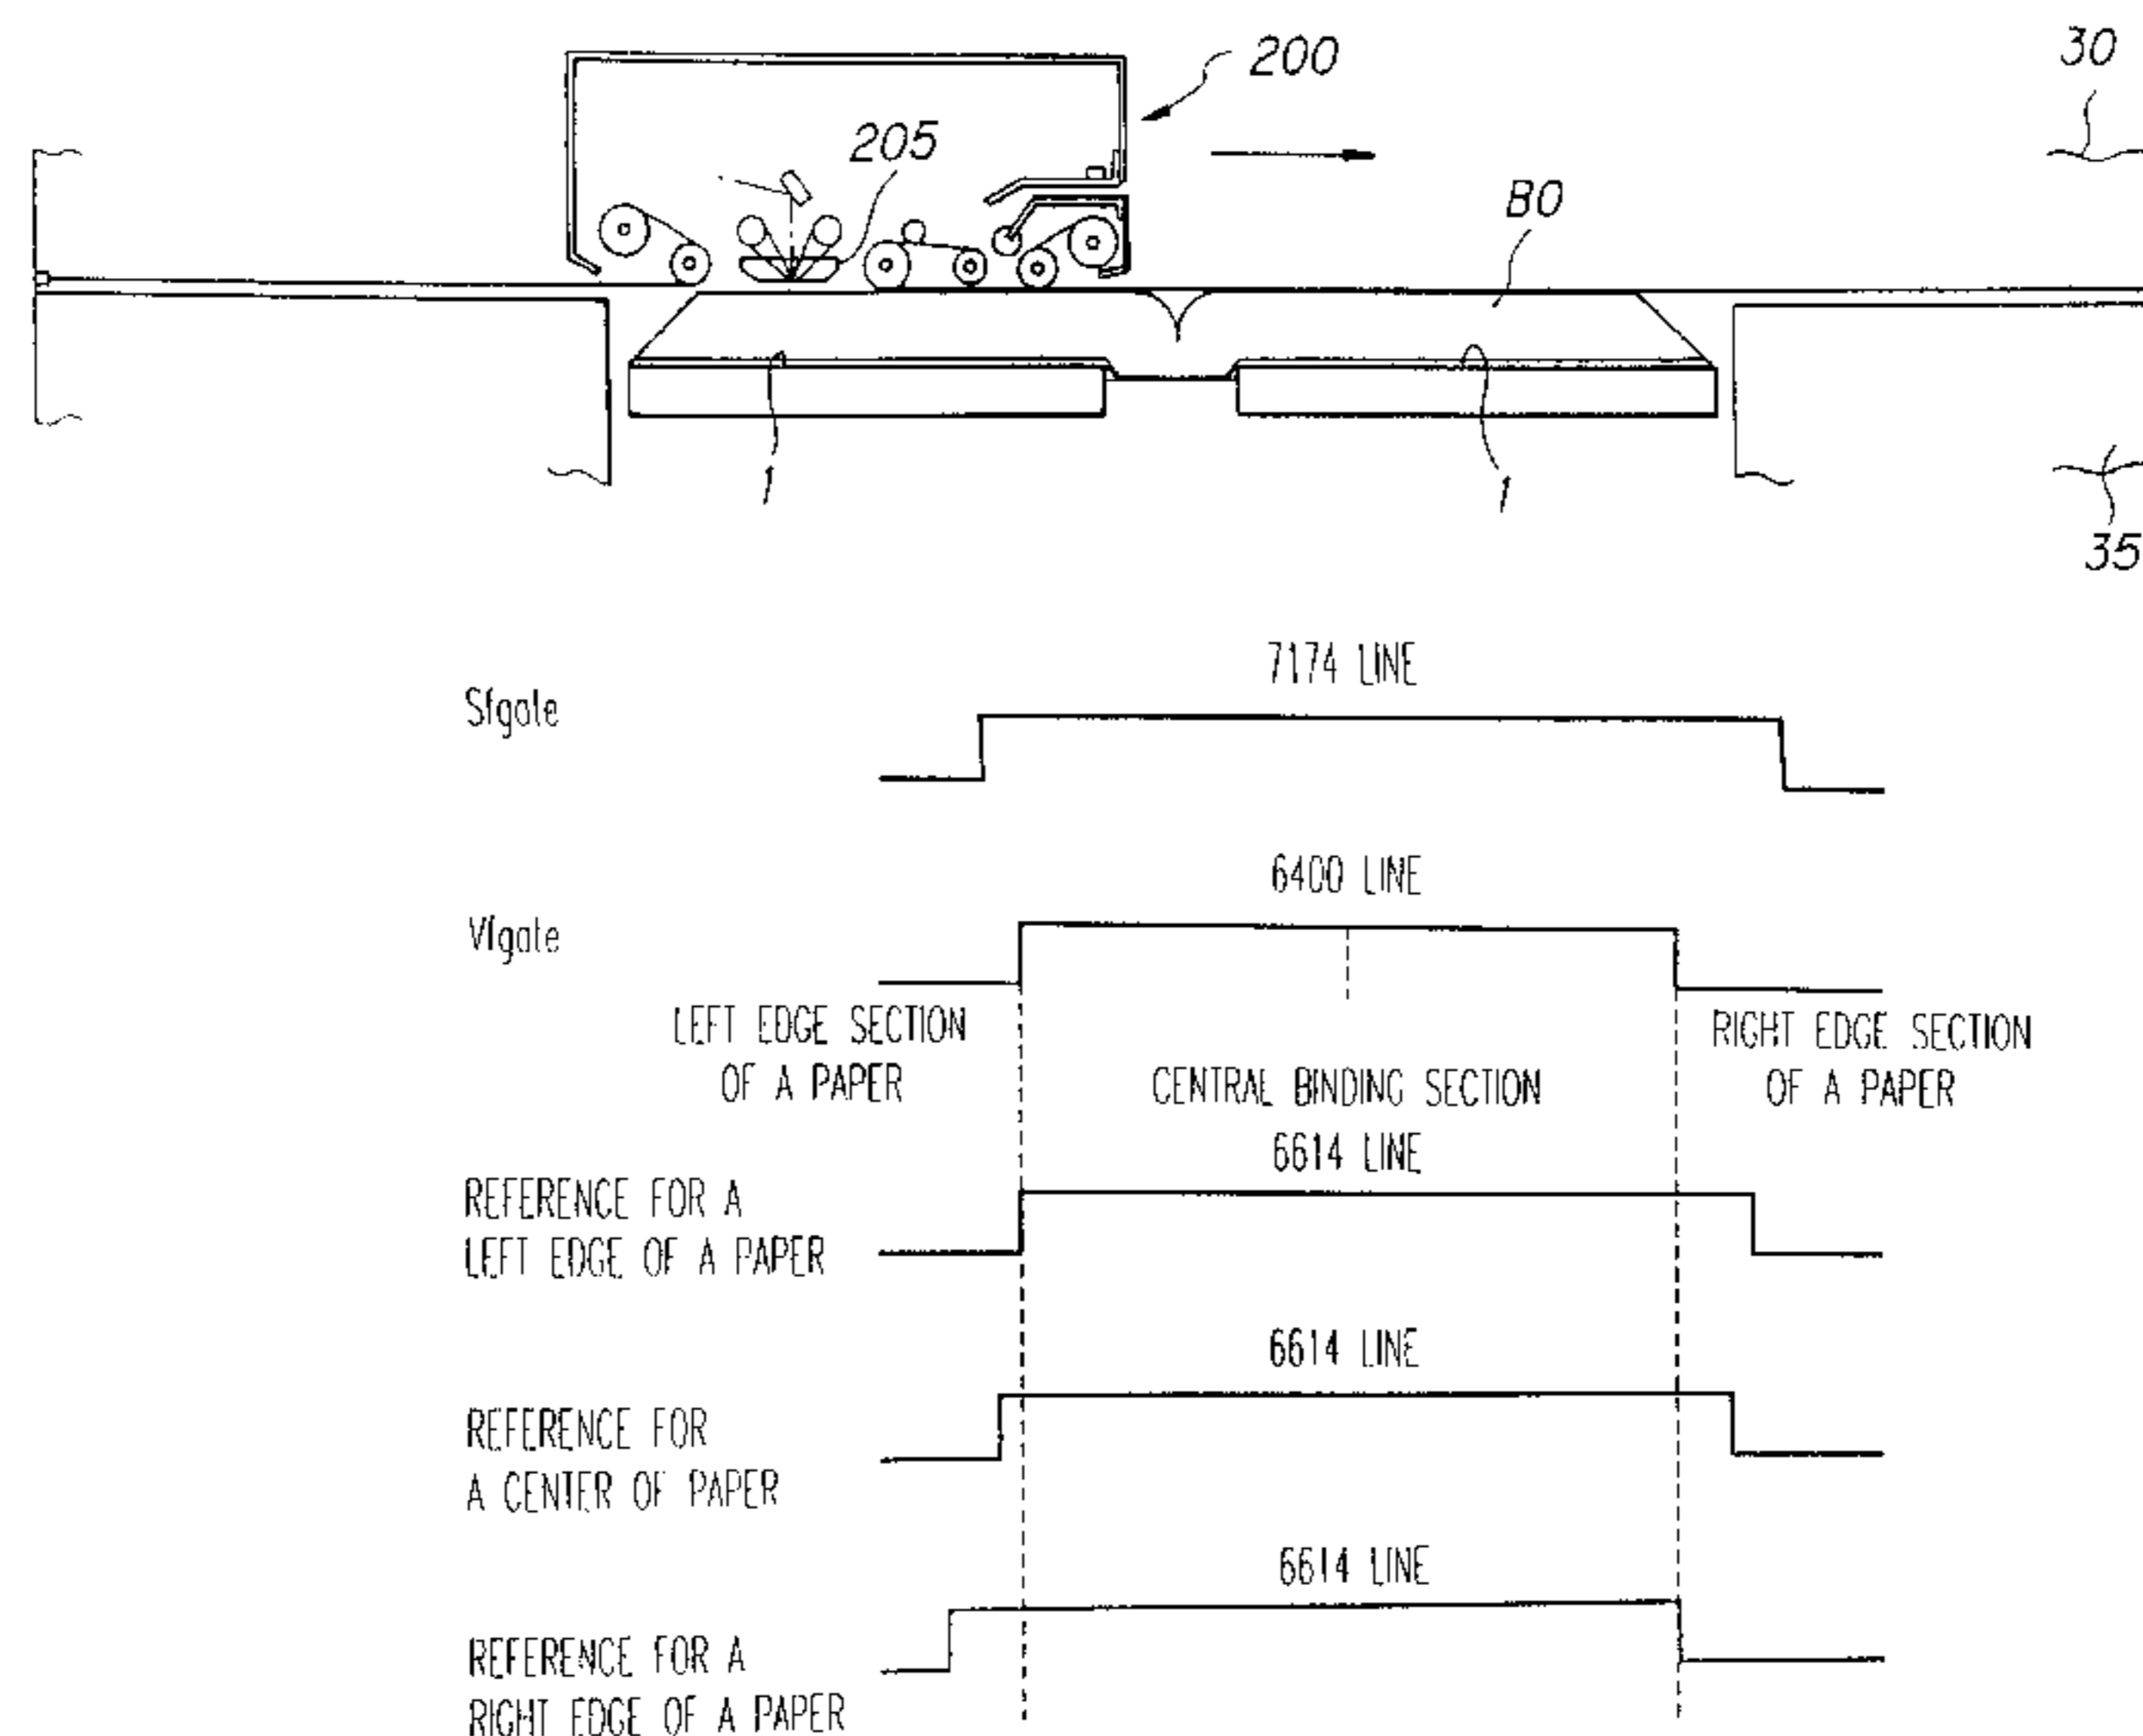 200
30
205
BO
1
1
35
7174 LINE
Sfgate
6400 LINE
Vfgate
LEFT EDGE SECTION
OF A PAPER
RIGHT EDGE SECTION
OF A PAPER
CENTRAL BINDING SECTION
6614 LINE
REFERENCE FOR A
LEFT EDGE OF A PAPER
6614 LINE
REFERENCE FOR
A CENTER OF PAPER
6614 LINE
REFERENCE FOR A
RIGHT EDGE OF A PAPER